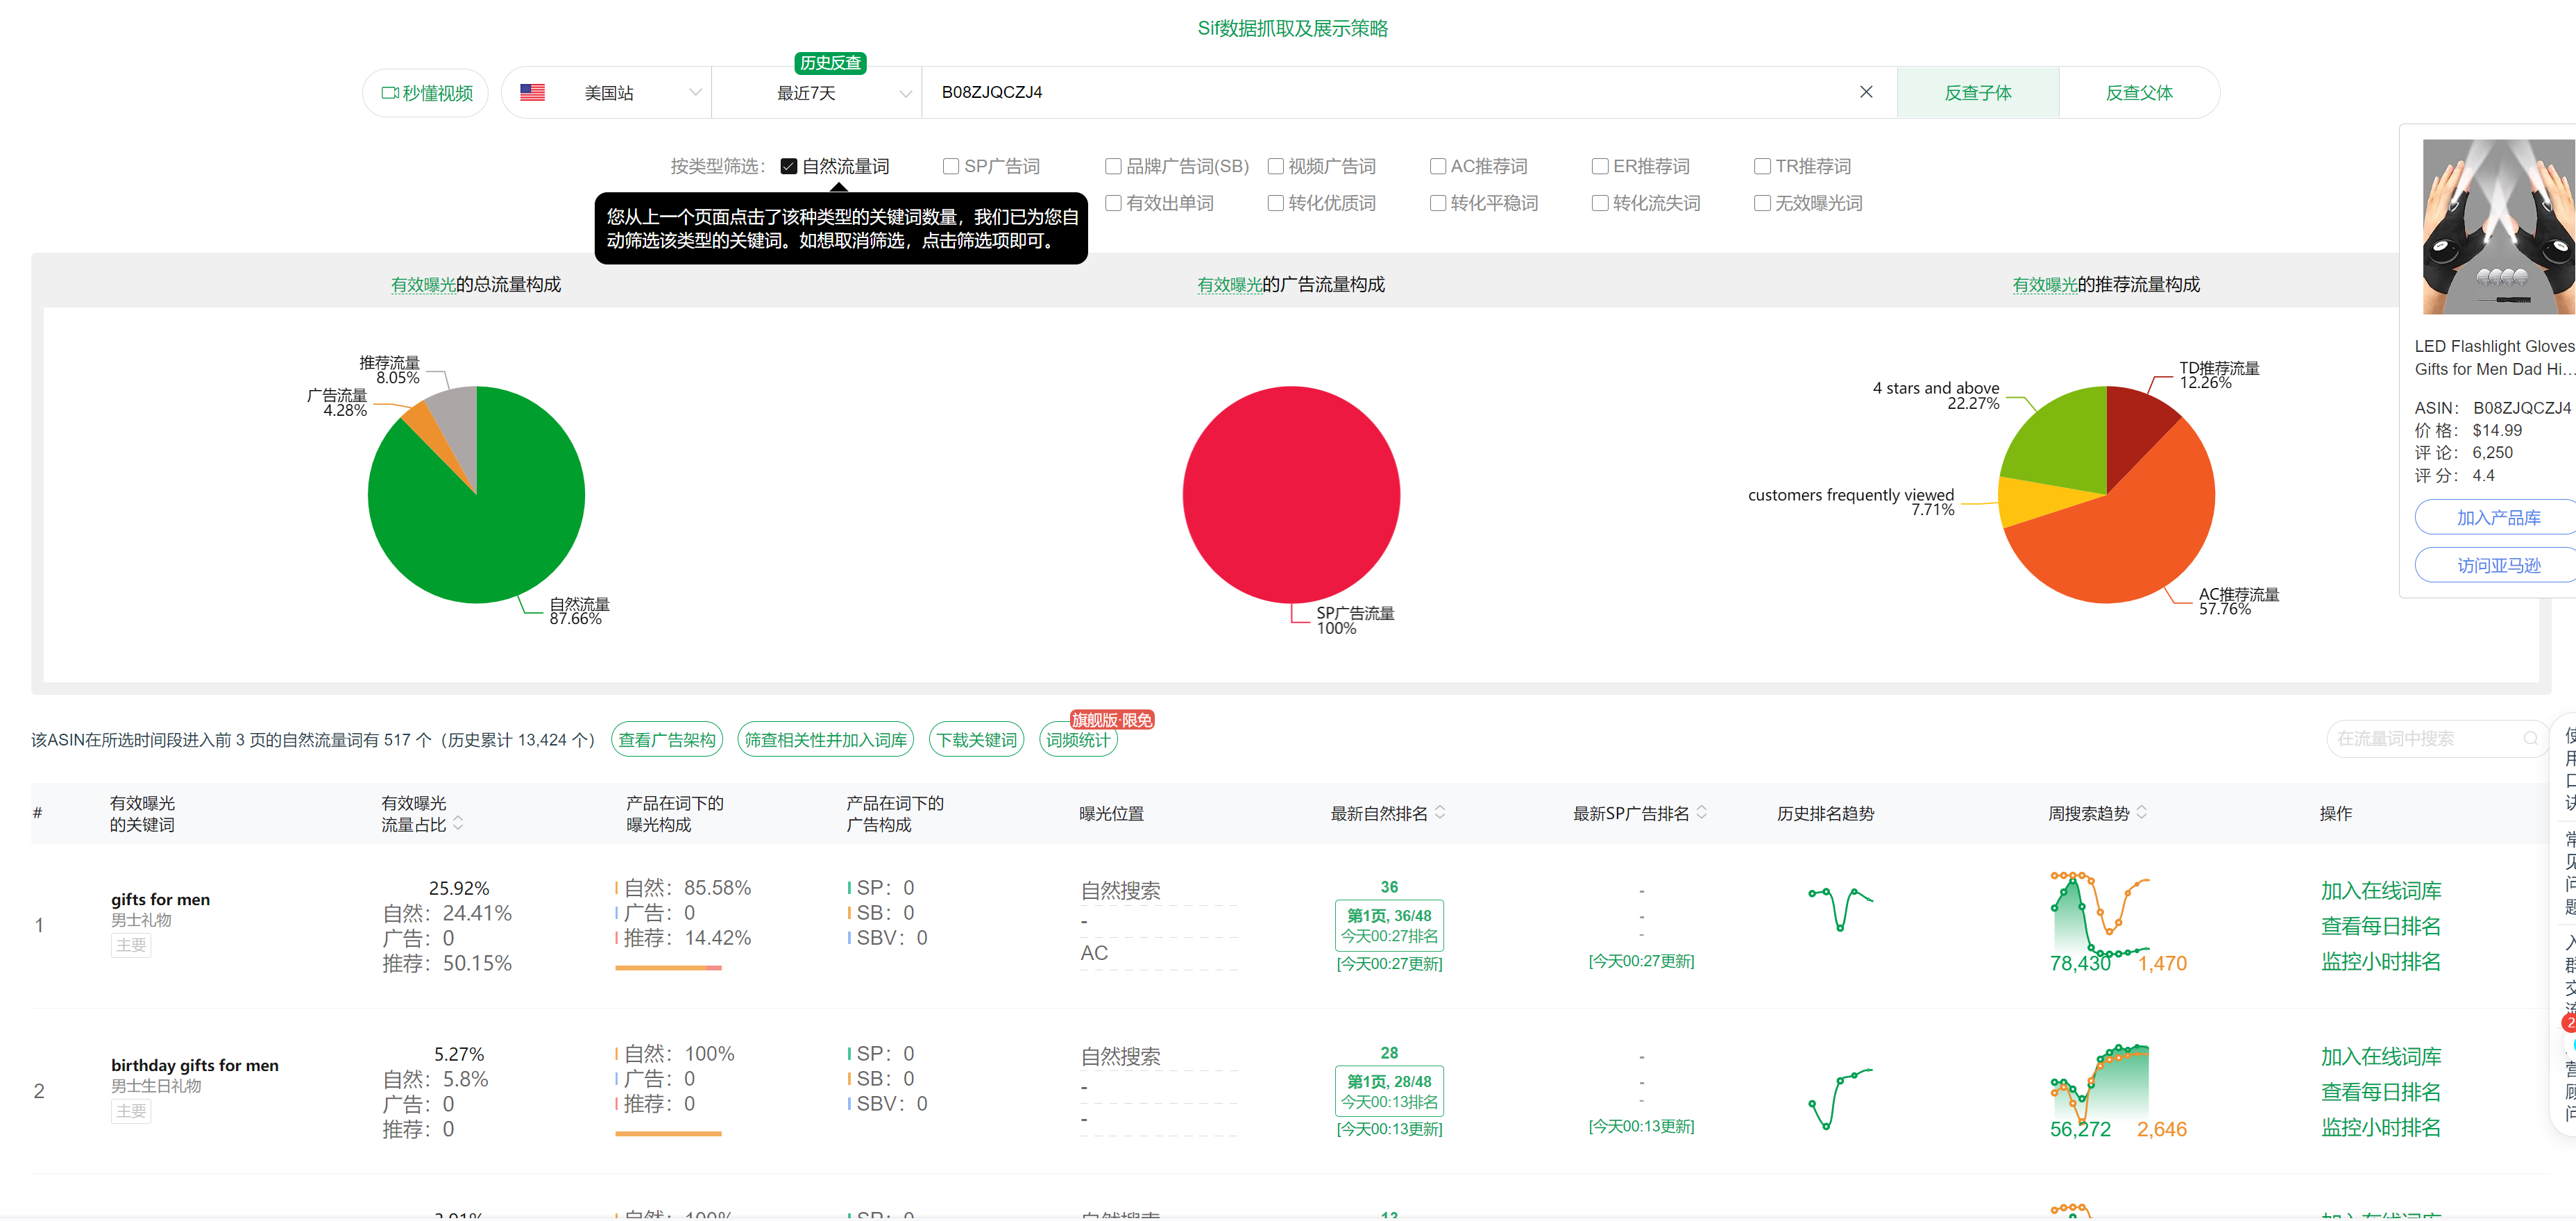 Sif数据抓取及展示策略
历史反查
秒懂视频
美国站
最近7天
B08ZJQCZJ4
反查子体
反查父体
按类型筛选：
自然流量词
SP广告词
品牌广告词(SB)
视频广告词
AC推荐词
ER推荐词
TR推荐词
有效出单词
转化优质词
转化平稳词
转化流失词
无效曝光词
您从上一个页面点击了该种类型的关键词数量，我们已为您自
动筛选该类型的关键词。如想取消筛选，点击筛选项即可。
有效曝光的总流量构成
有效曝光的广告流量构成
有效曝光的推荐流量构成
推荐流量
8.05%
广告流量
4.28%
自然流量
87.66%
SP广告流量
100%
4 stars and above
22.27%
customers frequently viewed
7.71%
TD推荐流量
12.26%
AC推荐流量
57.76%
LED Flashlight Gloves
Gifts for Men Dad Hi...
ASIN： B08ZJQCZJ4
价 格： $14.99
评 论： 6,250
评 分： 4.4
加入产品库
访问亚马逊
该ASIN在所选时间段进入前 3 页的自然流量词有 517 个（历史累计 13,424 个）
查看广告架构
筛查相关性并加入词库
下载关键词
词频统计
旗舰版·限免
在流量词中搜索
#
有效曝光
的关键词
有效曝光
流量占比
产品在词下的
曝光构成
产品在词下的
广告构成
曝光位置
最新自然排名
最新SP广告排名
历史排名趋势
周搜索趋势
操作
1
gifts for men
男士礼物
主要
25.92%
自然：24.41%
广告：0
推荐：50.15%
自然：85.58%
广告：0
推荐：14.42%
SP：0
SB：0
SBV：0
自然搜索
-
AC
36
第1页, 36/48
今天00:27排名
[今天00:27更新]
-
-
-
[今天00:27更新]
78,430
1,470
加入在线词库
查看每日排名
监控小时排名
2
birthday gifts for men
男士生日礼物
主要
5.27%
自然：5.8%
广告：0
推荐：0
自然：100%
广告：0
推荐：0
SP：0
SB：0
SBV：0
自然搜索
-
-
28
第1页, 28/48
今天00:13排名
[今天00:13更新]
-
-
-
[今天00:13更新]
56,272
2,646
加入在线词库
查看每日排名
监控小时排名